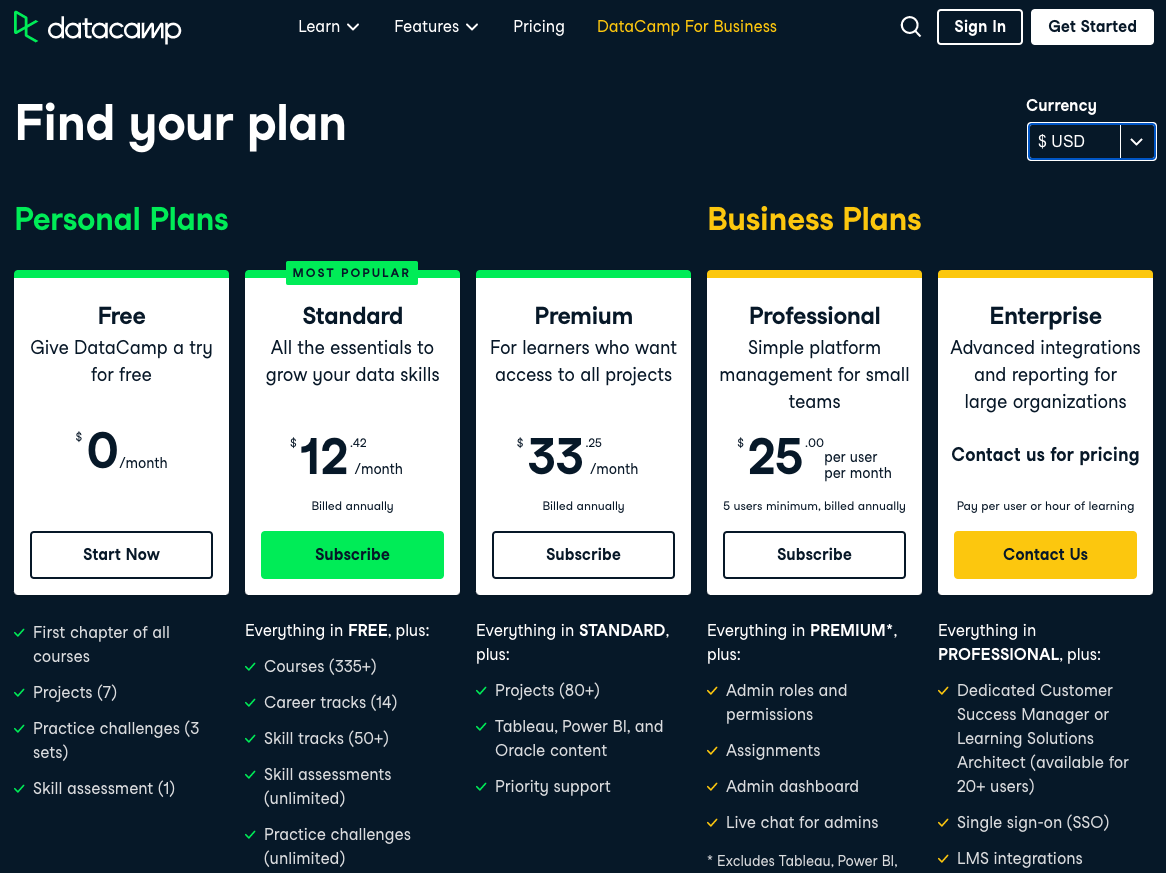 datacamp
Learn
Features
Pricing
DataCamp For Business
Sign In
Get Started
Find your plan
Currency
$ USD
Personal Plans
Business Plans
Free
Give DataCamp a try
for free
$0/month
Start Now
First chapter of all
courses
Projects (7)
Practice challenges (3
sets)
Skill assessment (1)
MOST POPULAR
Standard
All the essentials to
grow your data skills
$12.42/month
Billed annually
Subscribe
Everything in FREE, plus:
Courses (335+)
Career tracks (14)
Skill tracks (50+)
Skill assessments
(unlimited)
Practice challenges
(unlimited)
Premium
For learners who want
access to all projects
$33.25/month
Billed annually
Subscribe
Everything in STANDARD,
plus:
Projects (80+)
Tableau, Power BI, and
Oracle content
Priority support
Professional
Simple platform
management for small
teams
$25.00 per user
per month
5 users minimum, billed annually
Subscribe
Everything in PREMIUM*,
plus:
Admin roles and
permissions
Assignments
Admin dashboard
Live chat for admins
* Excludes Tableau, Power BI,
Enterprise
Advanced integrations
and reporting for
large organizations
Contact us for pricing
Pay per user or hour of learning
Contact Us
Everything in
PROFESSIONAL, plus:
Dedicated Customer
Success Manager or
Learning Solutions
Architect (available for
20+ users)
Single sign-on (SSO)
LMS integrations